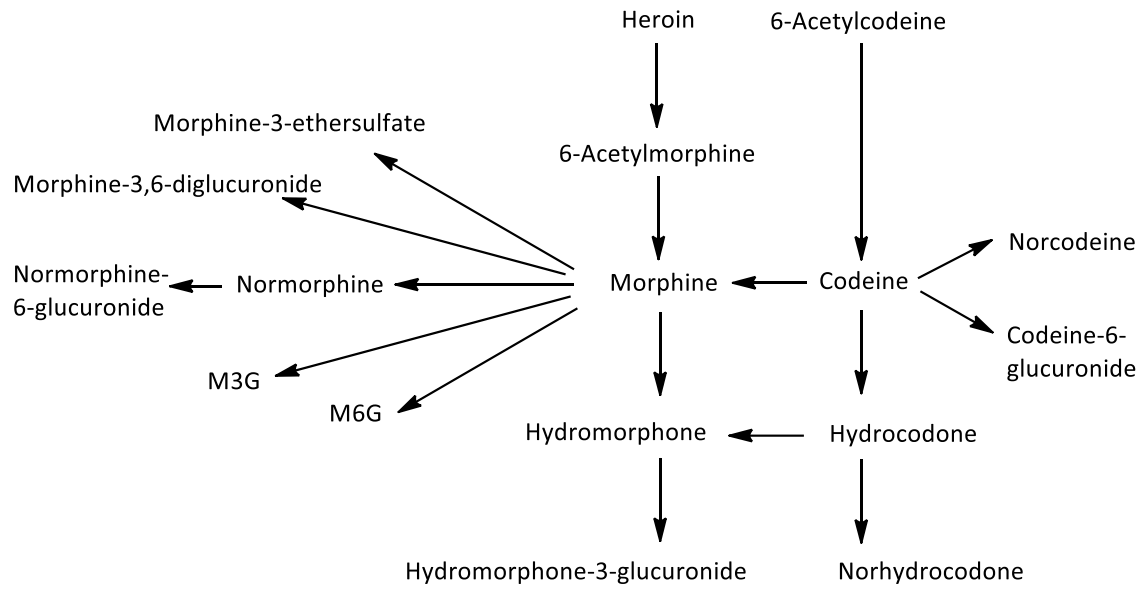 Heroin
6-Acetylcodeine
Morphine-3-ethersulfate
6-Acetylmorphine
Morphine-3,6-diglucuronide
Norcodeine
Normorphine-
6-glucuronide
Normorphine
Morphine
Codeine
Codeine-6-
glucuronide
M3G
M6G
Hydromorphone
Hydrocodone
Hydromorphone-3-glucuronide
Norhydrocodone